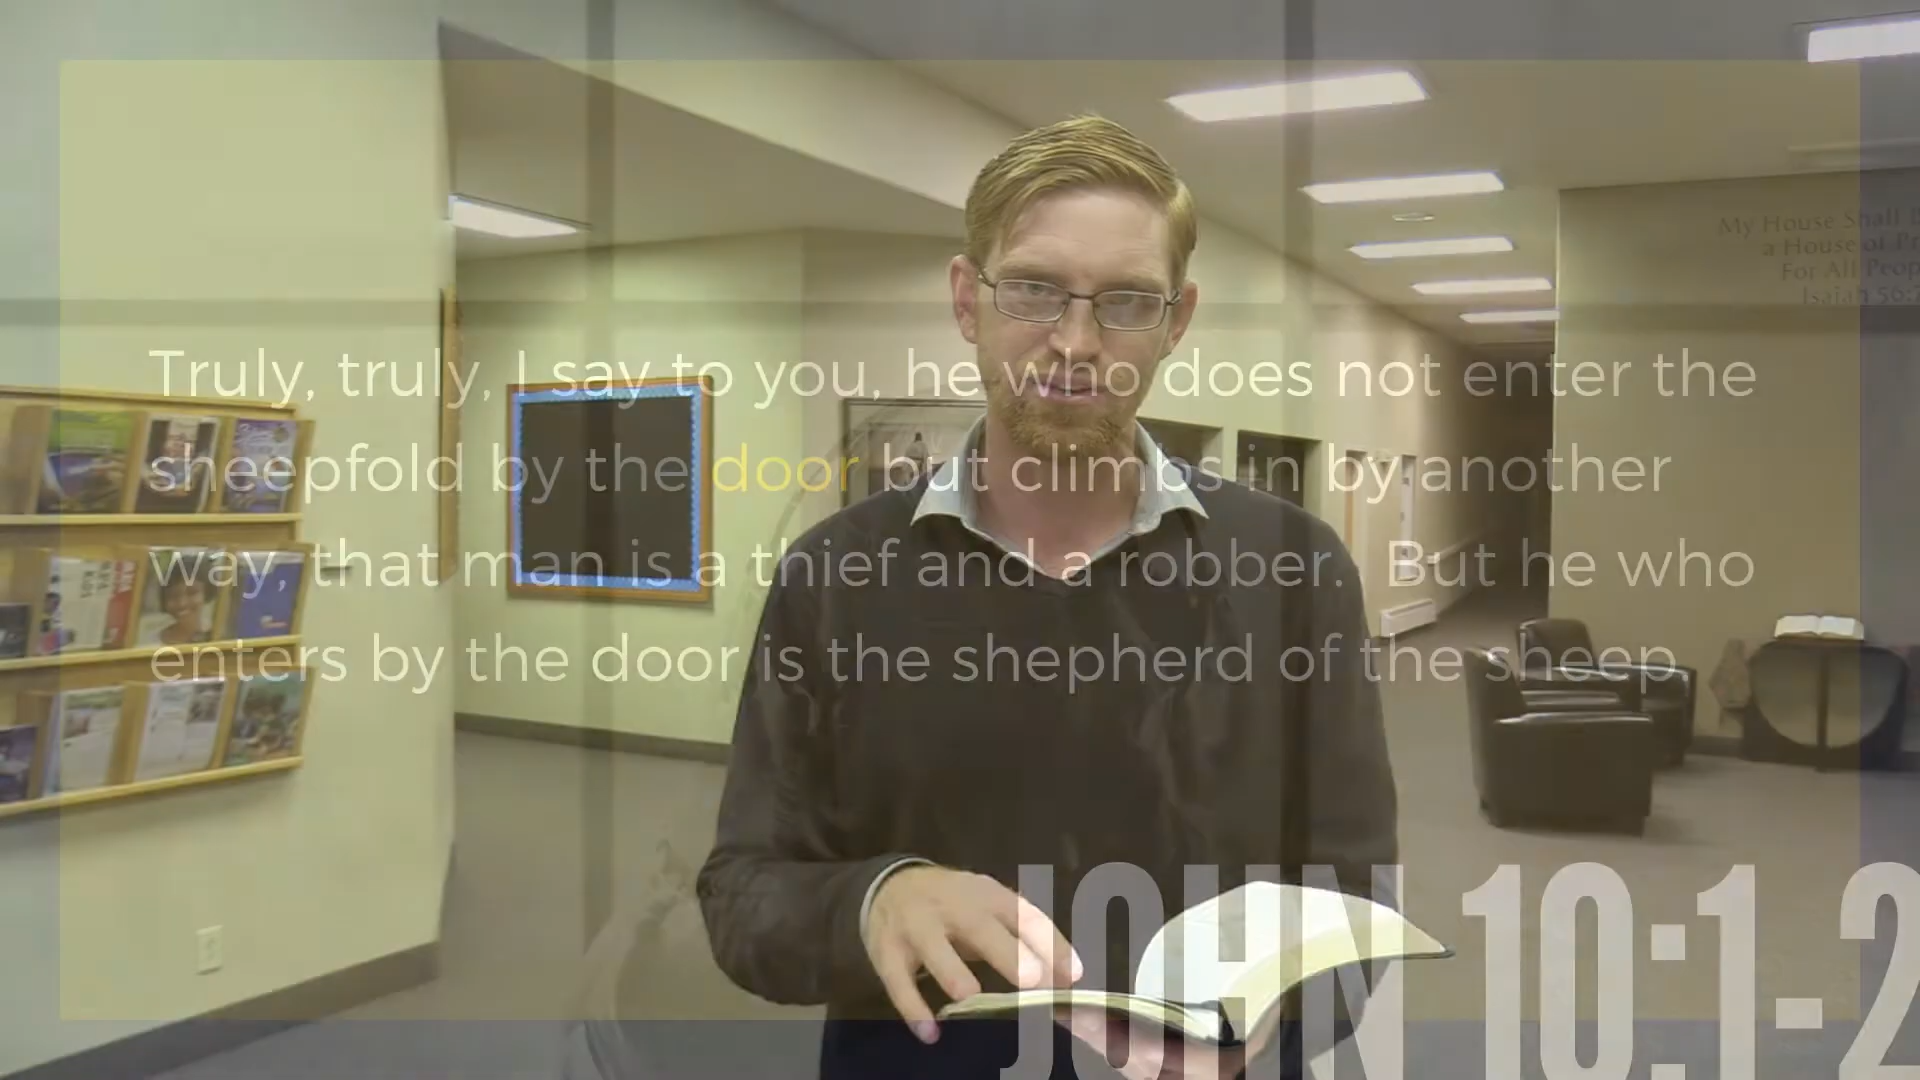 My House Shall
a House of
For All
Isaiah 56:7
Truly, truly, I say to you, he who does not enter the
sheepfold by the door but climbs in by another
way, that man is a thief and a robber. But he who
enters by the door is the shepherd of the sheep
JOHN 10:1-2